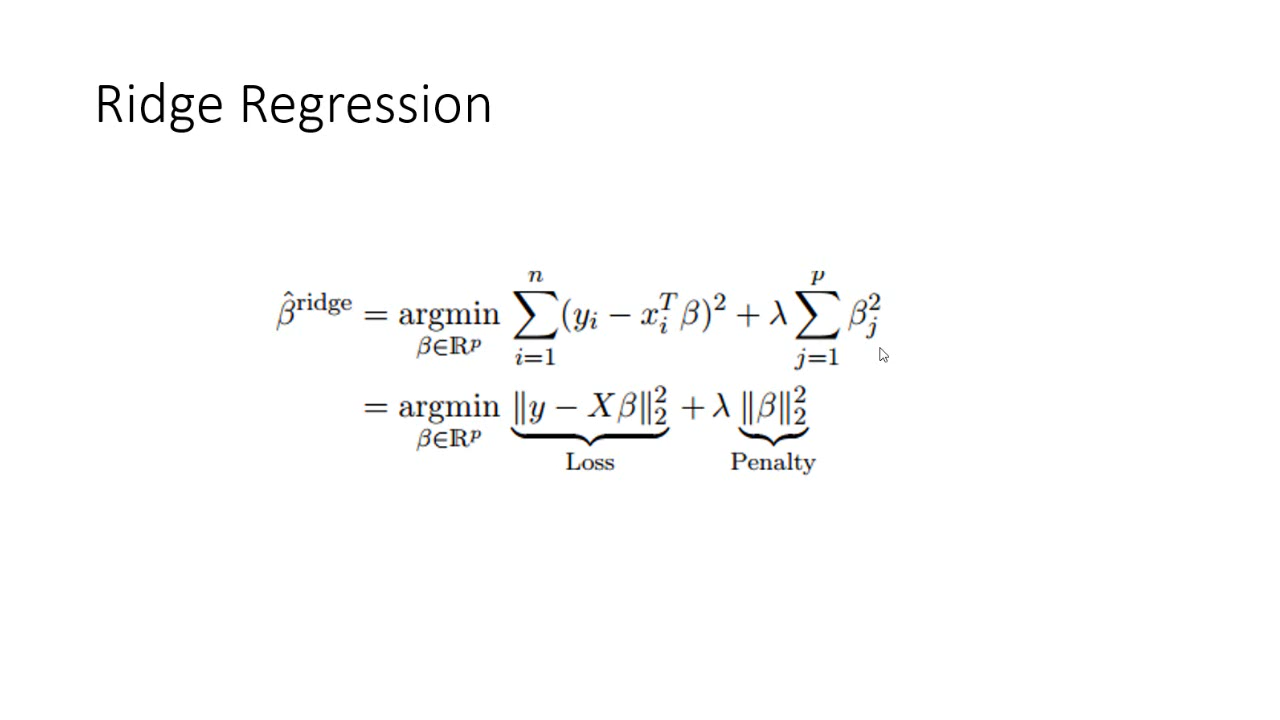 Ridge Regression
β̂^ridge = argmin_{β∈ℝ^p} ∑_{i=1}^{n} (y_i − x_i^T β)^2 + λ ∑_{j=1}^{p} β_j^2
= argmin_{β∈ℝ^p} ‖y − Xβ‖_2^2 + λ ‖β‖_2^2
Loss Penalty